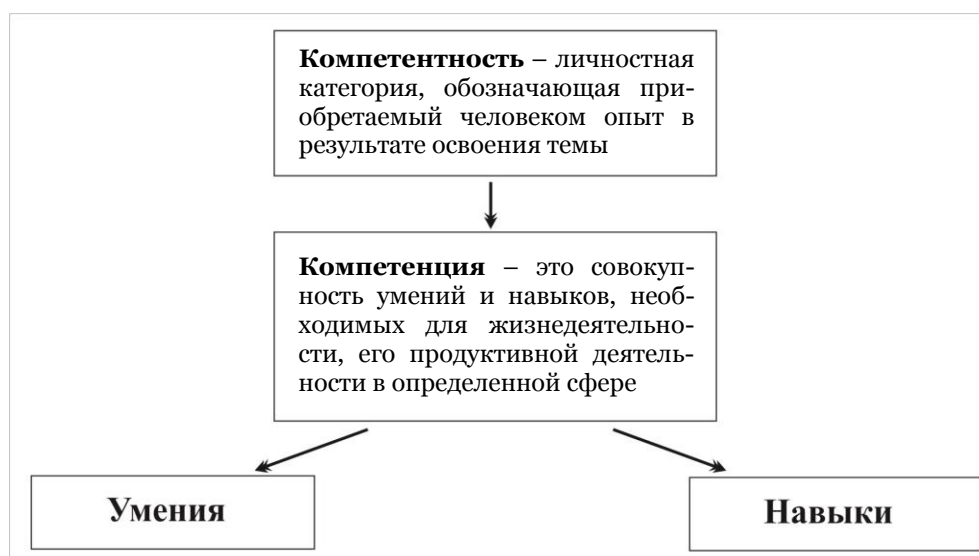 Компетентность – личностная
категория, обозначающая при-
обретаемый человеком опыт в
результате освоения темы
Компетенция – это совокуп-
ность умений и навыков, необ-
ходимых для жизнедеятельно-
сти, его продуктивной деятель-
ности в определенной сфере
Умения
Навыки